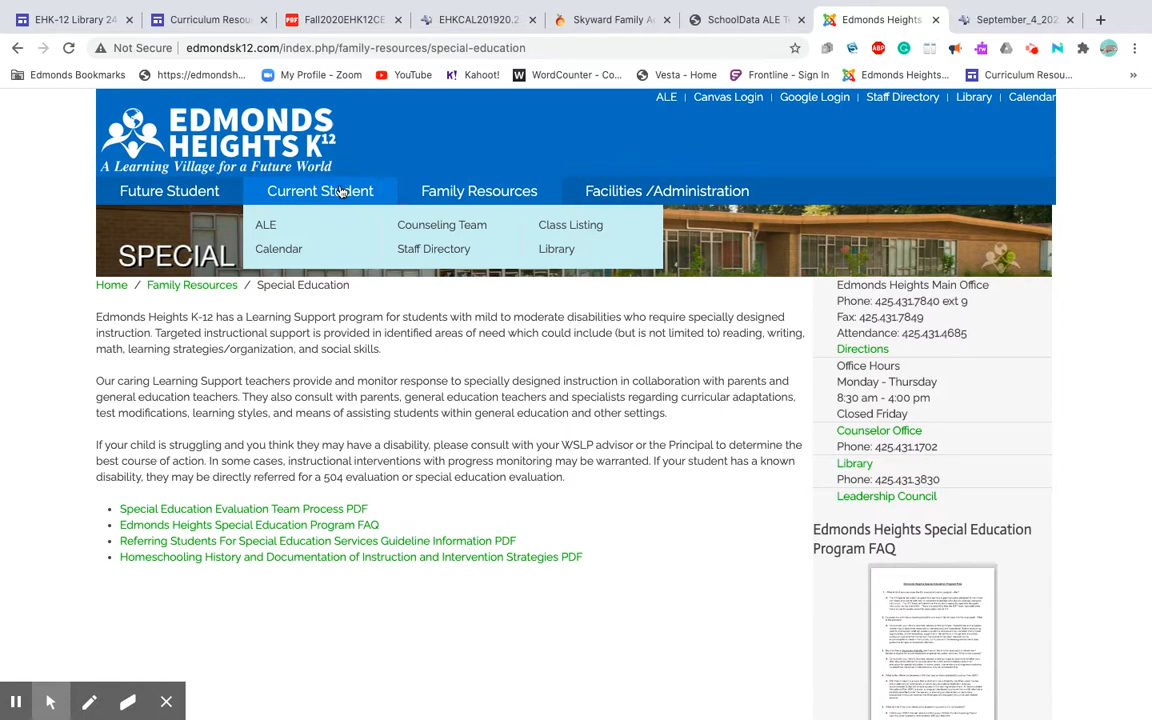 EHK-12 Library 24
Curriculum Resou
Fall2020EHK12CE
EHKCAL201920.2
Skyward Family A
SchoolData ALE T
Edmonds Heights
September_4_202
Not Secure
edmondsk12.com/index.php/family-resources/special-education
ABP
Edmonds Bookmarks
https://edmondsh...
My Profile - Zoom
YouTube
Kahoot!
WordCounter - Co...
Vesta - Home
Frontline - Sign In
Edmonds Heights...
Curriculum Resou...
»
ALE | Canvas Login | Google Login | Staff Directory | Library | Calendar
EDMONDS
HEIGHTS K12
A Learning Village for a Future World
Future Student
Current Student
Family Resources
Facilities /Administration
ALE
Counseling Team
Class Listing
Calendar
Staff Directory
Library
SPECIAL
Home / Family Resources / Special Education
Edmonds Heights K-12 has a Learning Support program for students with mild to moderate disabilities who require specially designed
instruction. Targeted instructional support is provided in identified areas of need which could include (but is not limited to) reading, writing,
math, learning strategies/organization, and social skills.
Our caring Learning Support teachers provide and monitor response to specially designed instruction in collaboration with parents and
general education teachers. They also consult with parents, general education teachers and specialists regarding curricular adaptations,
test modifications, learning styles, and means of assisting students within general education and other settings.
If your child is struggling and you think they may have a disability, please consult with your WSLP advisor or the Principal to determine the
best course of action. In some cases, instructional interventions with progress monitoring may be warranted. If your student has a known
disability, they may be directly referred for a 504 evaluation or special education evaluation.
• Special Education Evaluation Team Process PDF
• Edmonds Heights Special Education Program FAQ
• Referring Students For Special Education Services Guideline Information PDF
• Homeschooling History and Documentation of Instruction and Intervention Strategies PDF
Edmonds Heights Main Office
Phone: 425.431.7840 ext 9
Fax: 425.431.7849
Attendance: 425.431.4685
Directions
Office Hours
Monday - Thursday
8:30 am - 4:00 pm
Closed Friday
Counselor Office
Phone: 425.431.1702
Library
Phone: 425.431.3830
Leadership Council
Edmonds Heights Special Education
Program FAQ